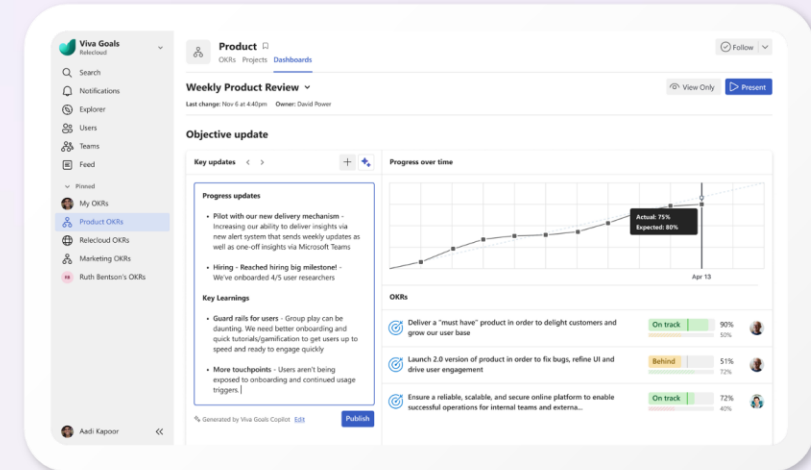 Viva Goals
Relecloud
Search
Notifications
Explorer
Users
Teams
Feed
Pinned
My OKRs
Product OKRs
Relecloud OKRs
Marketing OKRs
Ruth Bentson's OKRs
Aadi Kapoor
Product
OKRs Projects Dashboards
Follow
Weekly Product Review
View Only
Present
Last change: Nov 6 at 4:40pm Owner: David Power
Objective update
Key updates
Progress updates
• Pilot with our new delivery mechanism -
Increasing our ability to deliver insights via
new alert system that sends weekly updates as
well as one-off insights via Microsoft Teams
• Hiring - Reached hiring big milestone! -
We've onboarded 4/5 user researchers
Key Learnings
• Guard rails for users - Group play can be
daunting. We need better onboarding and
quick tutorials/gamification to get users up to
speed and ready to engage quickly
• More touchpoints - Users aren't being
exposed to onboarding and continued usage
triggers.
Generated by Viva Goals Copilot Edit
Publish
Progress over time
Actual: 75%
Expected: 80%
Apr 13
OKRs
Deliver a "must have" product in order to delight customers and
grow our user base
On track
90%
50%
Launch 2.0 version of product in order to fix bugs, refine UI and
drive user engagement
Behind
51%
72%
Ensure a reliable, scalable, and secure online platform to enable
successful operations for internal teams and externa...
On track
72%
40%